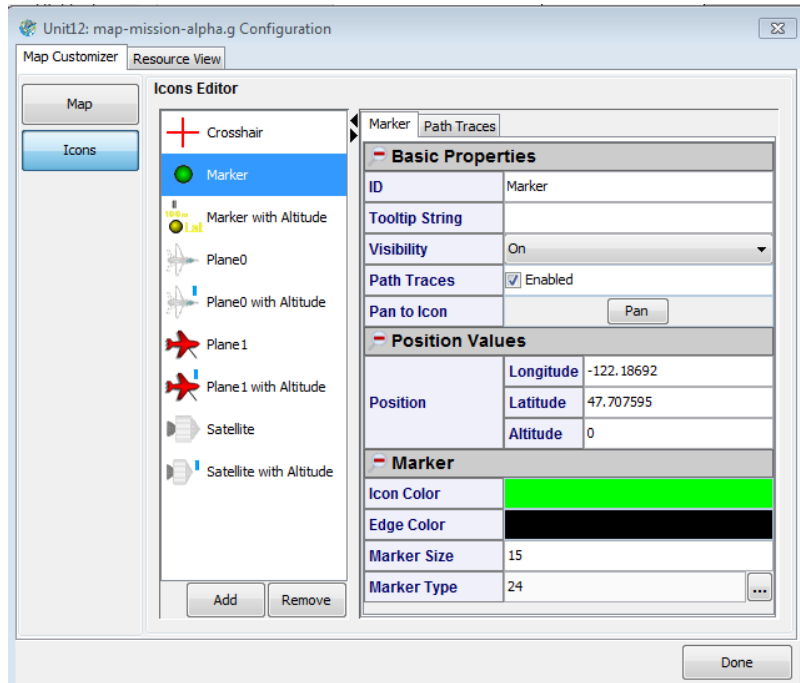 Unit12: map-mission-alpha.g Configuration
Map Customizer
Resource View
Map
Icons
Icons Editor
Crosshair
Marker
100m
Lab
Marker with Altitude
Plane0
Plane0 with Altitude
Plane1
Plane1 with Altitude
Satellite
Satellite with Altitude
Add
Remove
Marker
Path Traces
Basic Properties
ID
Marker
Tooltip String
Visibility
On
Path Traces
Enabled
Pan to Icon
Pan
Position Values
Position
Longitude
-122.18692
Latitude
47.707595
Altitude
0
Marker
Icon Color
Edge Color
Marker Size
15
Marker Type
24
...
Done